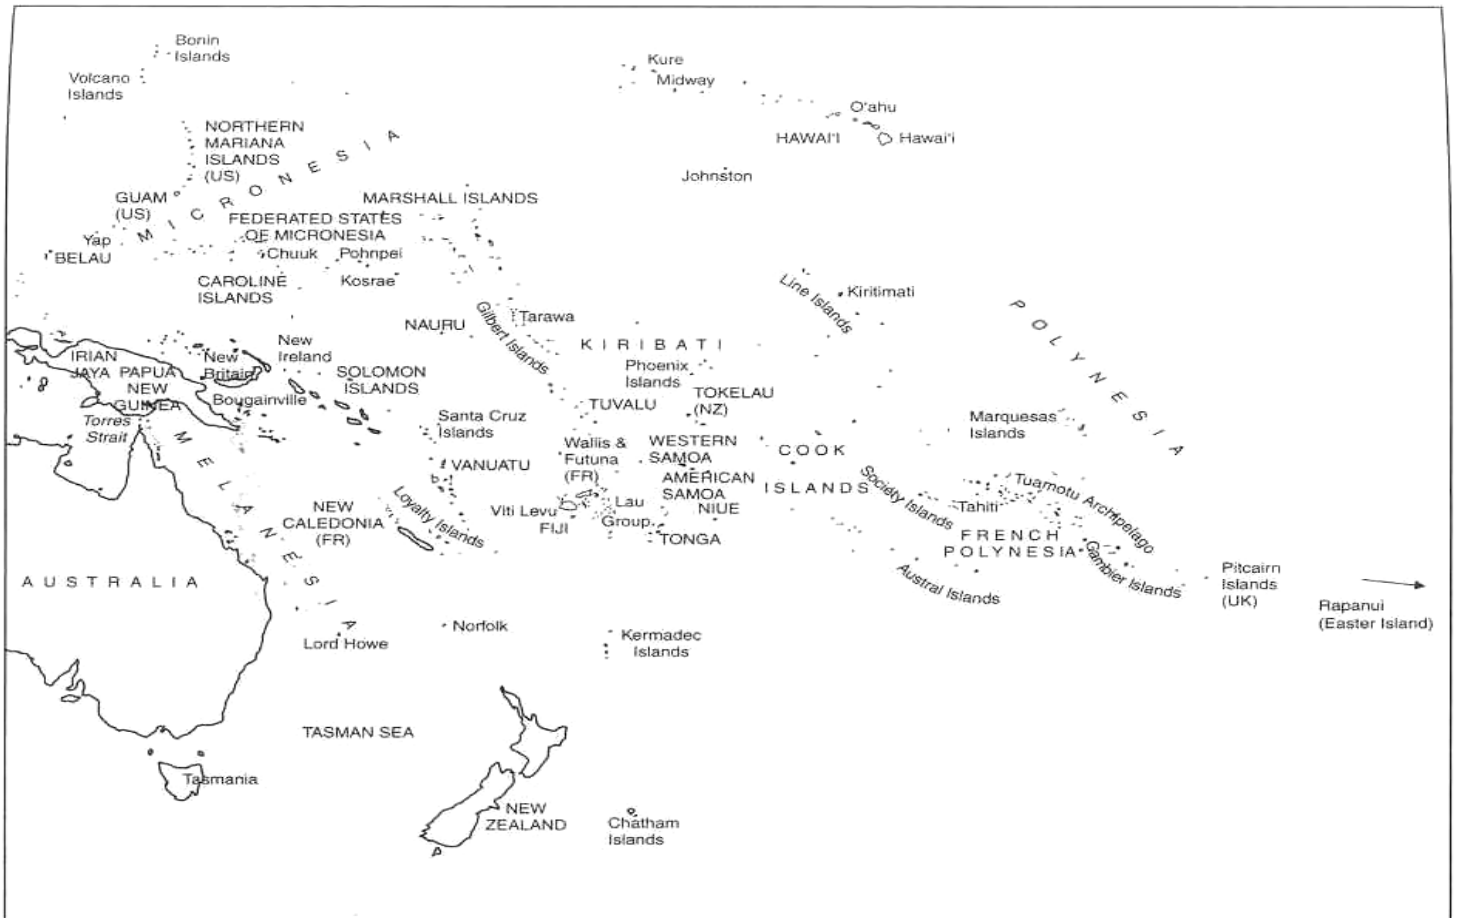 Bonin
Islands
Volcano
Islands
Kure
Midway
O'ahu
HAWAI'I
Hawai'i
Johnston
NORTHERN
MARIANA
ISLANDS
(US)
MICRONESIA
GUAM
(US)
MARSHALL ISLANDS
FEDERATED STATES
OF MICRONESIA
Yap
BELAU
Chuuk
Pohnpei
Kosrae
CAROLINE
ISLANDS
Line Islands
Kiritimati
POLYNESIA
NAURU
Gilbert Islands
Tarawa
KIRIBATI
Phoenix
Islands
IRIAN
JAYA
PAPUA
NEW
GUINEA
New
Britain
New
Ireland
SOLOMON
ISLANDS
Bougainville
Torres
Strait
TUVALU
TOKELAU
(NZ)
Santa Cruz
Islands
Marquesas
Islands
Wallis &
Futuna
(FR)
WESTERN
SAMOA
AMERICAN
SAMOA
COOK
ISLANDS
VANUATU
MELANESIA
NEW
CALEDONIA
(FR)
Loyalty Islands
Viti Levu
FIJI
Lau
Group
NIUE
TONGA
Society Islands
Tahiti
Tuamotu Archipelago
FRENCH
POLYNESIA
Gambier Islands
Austral Islands
Pitcairn
Islands
(UK)
Rapanui
(Easter Island)
AUSTRALIA
Lord Howe
Norfolk
Kermadec
Islands
TASMAN SEA
Tasmania
NEW
ZEALAND
Chatham
Islands